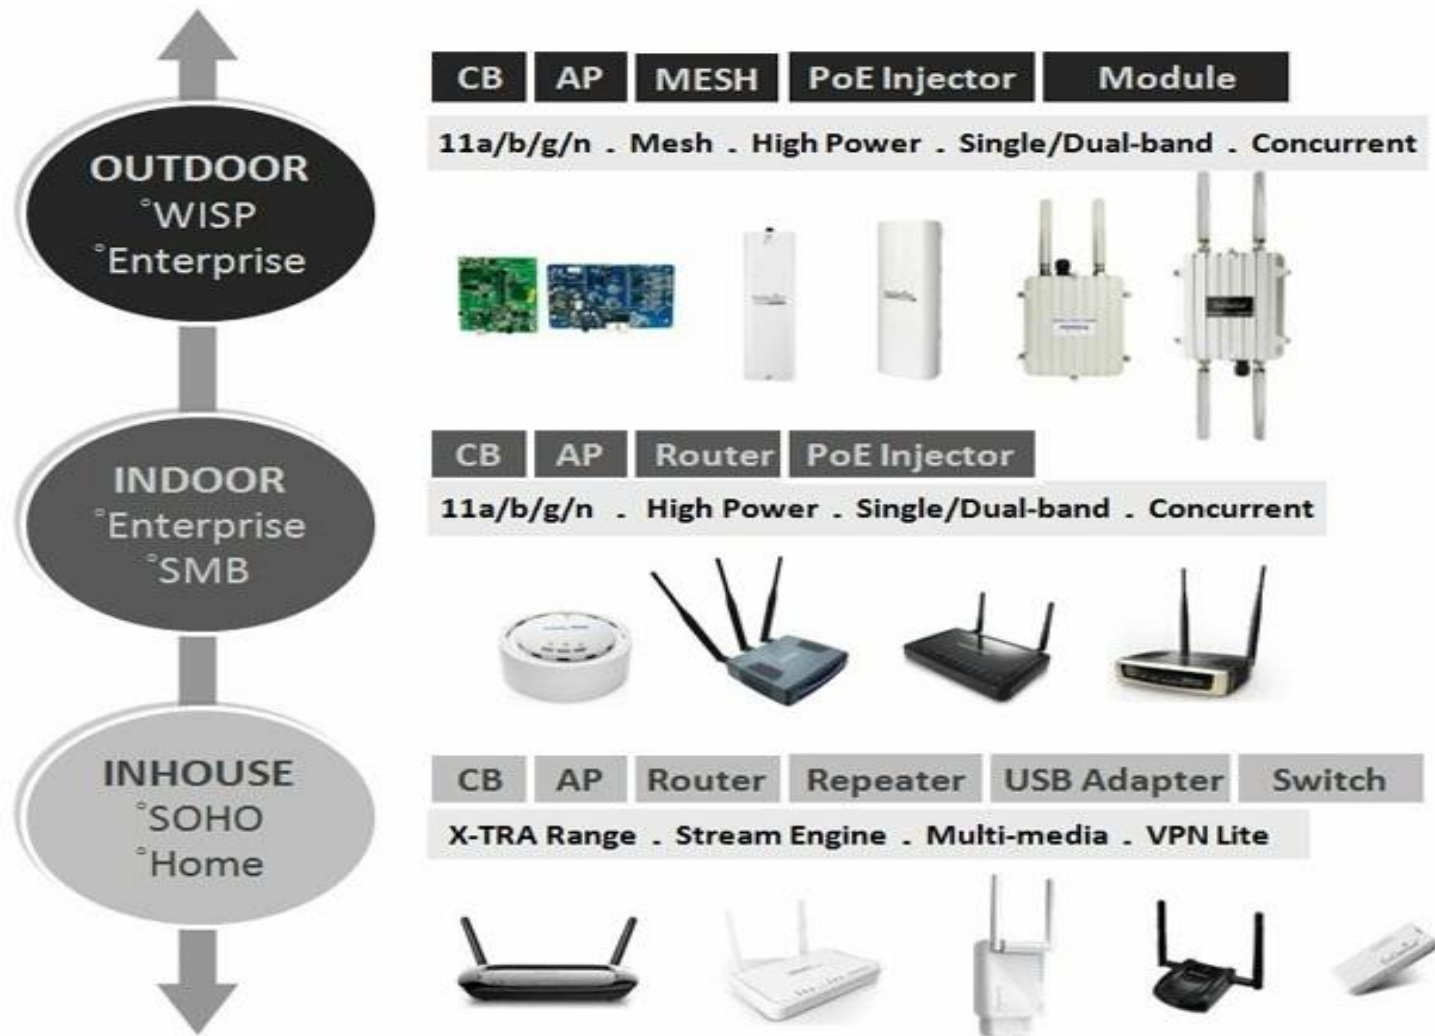 OUTDOOR
°WISP
°Enterprise
CB AP MESH PoE Injector Module
11a/b/g/n . Mesh . High Power . Single/Dual-band . Concurrent
INDOOR
°Enterprise
°SMB
CB AP Router PoE Injector
11a/b/g/n . High Power . Single/Dual-band . Concurrent
INHOUSE
°SOHO
°Home
CB AP Router Repeater USB Adapter Switch
X-TRA Range . Stream Engine . Multi-media . VPN Lite